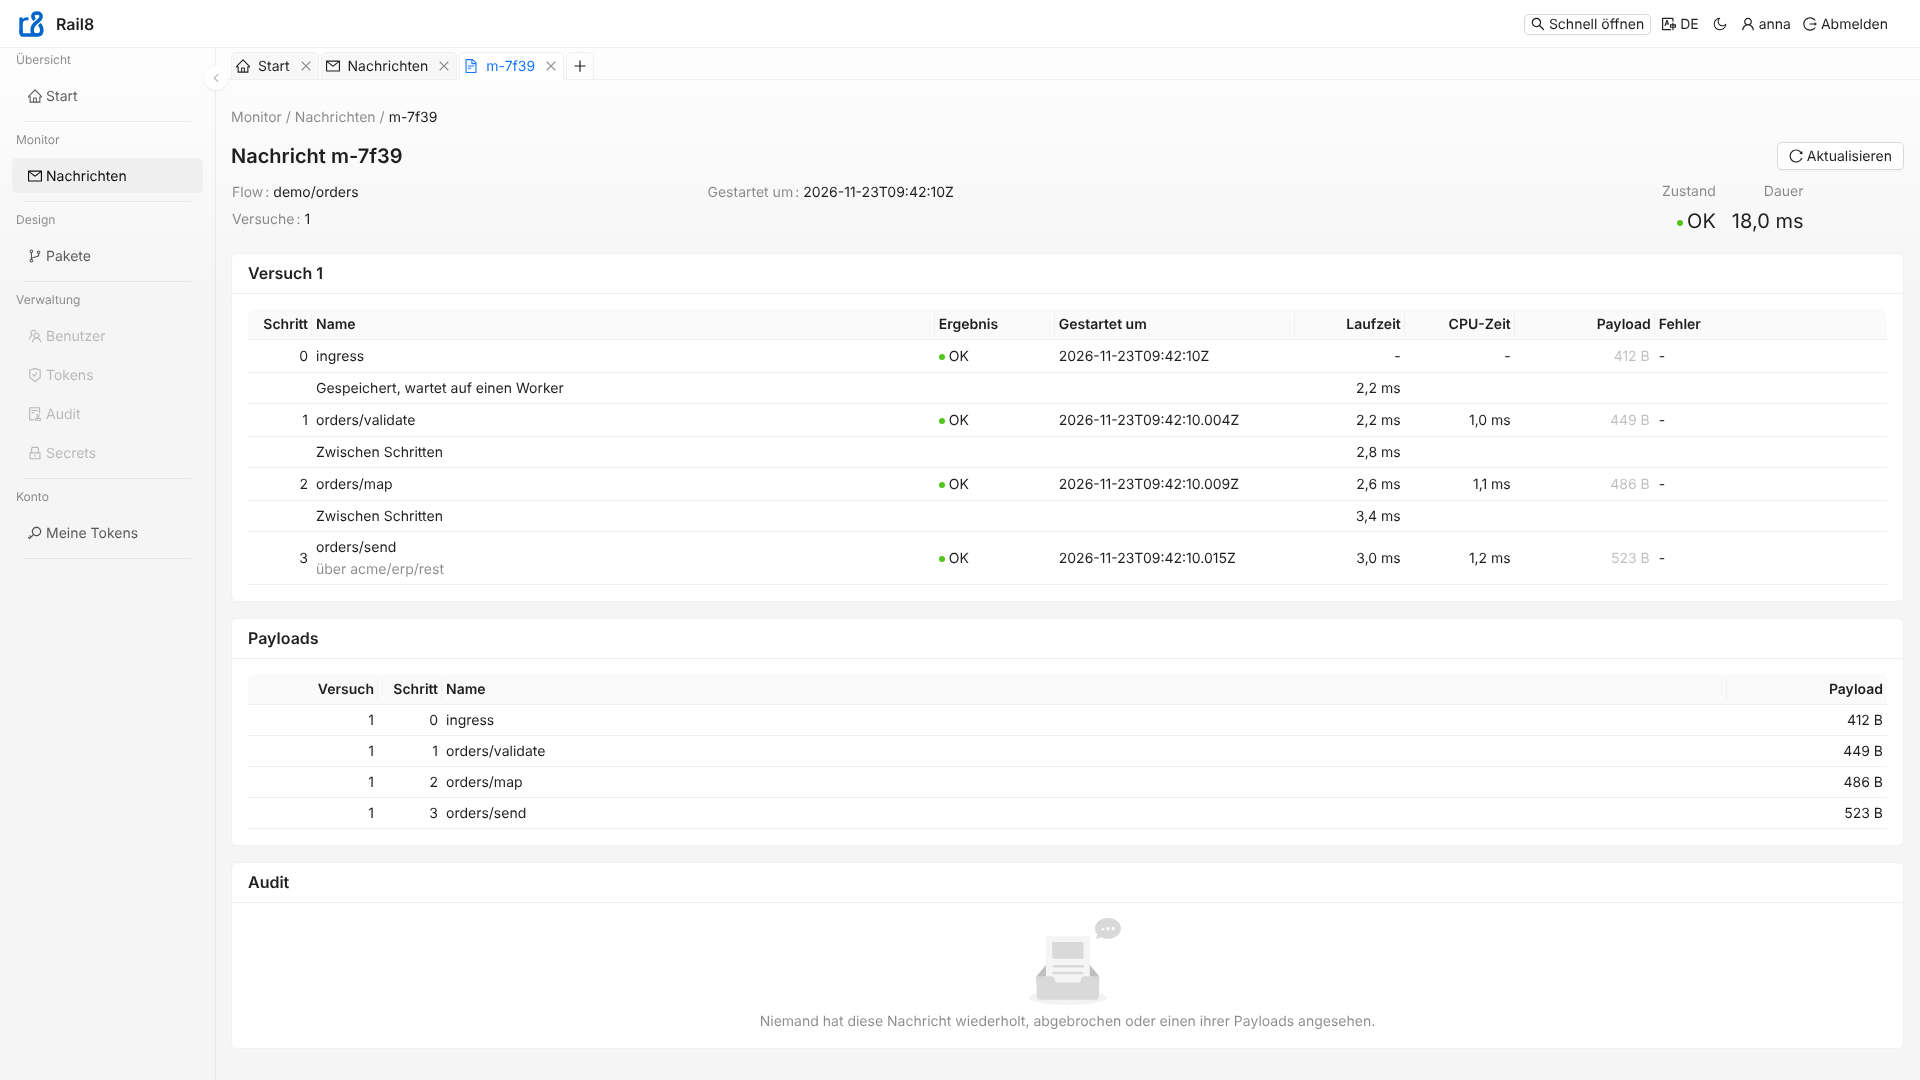 r8 Rail8
Schnell öffnen DE anna Abmelden
Übersicht
Start
Monitor
Nachrichten
Design
Pakete
Verwaltung
Benutzer
Tokens
Audit
Secrets
Konto
Meine Tokens
Start Nachrichten m-7f39
Monitor / Nachrichten / m-7f39
Nachricht m-7f39
Aktualisieren
Flow: demo/orders Gestartet um: 2026-11-23T09:42:10Z
Versuche: 1
Zustand Dauer
OK 18,0 ms
Versuch 1
Schritt Name Ergebnis Gestartet um Laufzeit CPU-Zeit Payload Fehler
0 ingress OK 2026-11-23T09:42:10Z - - 412 B -
Gespeichert, wartet auf einen Worker 2,2 ms
1 orders/validate OK 2026-11-23T09:42:10.004Z 2,2 ms 1,0 ms 449 B -
Zwischen Schritten 2,8 ms
2 orders/map OK 2026-11-23T09:42:10.009Z 2,6 ms 1,1 ms 486 B -
Zwischen Schritten 3,4 ms
3 orders/send OK 2026-11-23T09:42:10.015Z 3,0 ms 1,2 ms 523 B -
über acme/erp/rest
Payloads
Versuch Schritt Name Payload
1 0 ingress 412 B
1 1 orders/validate 449 B
1 2 orders/map 486 B
1 3 orders/send 523 B
Audit
Niemand hat diese Nachricht wiederholt, abgebrochen oder einen ihrer Payloads angesehen.